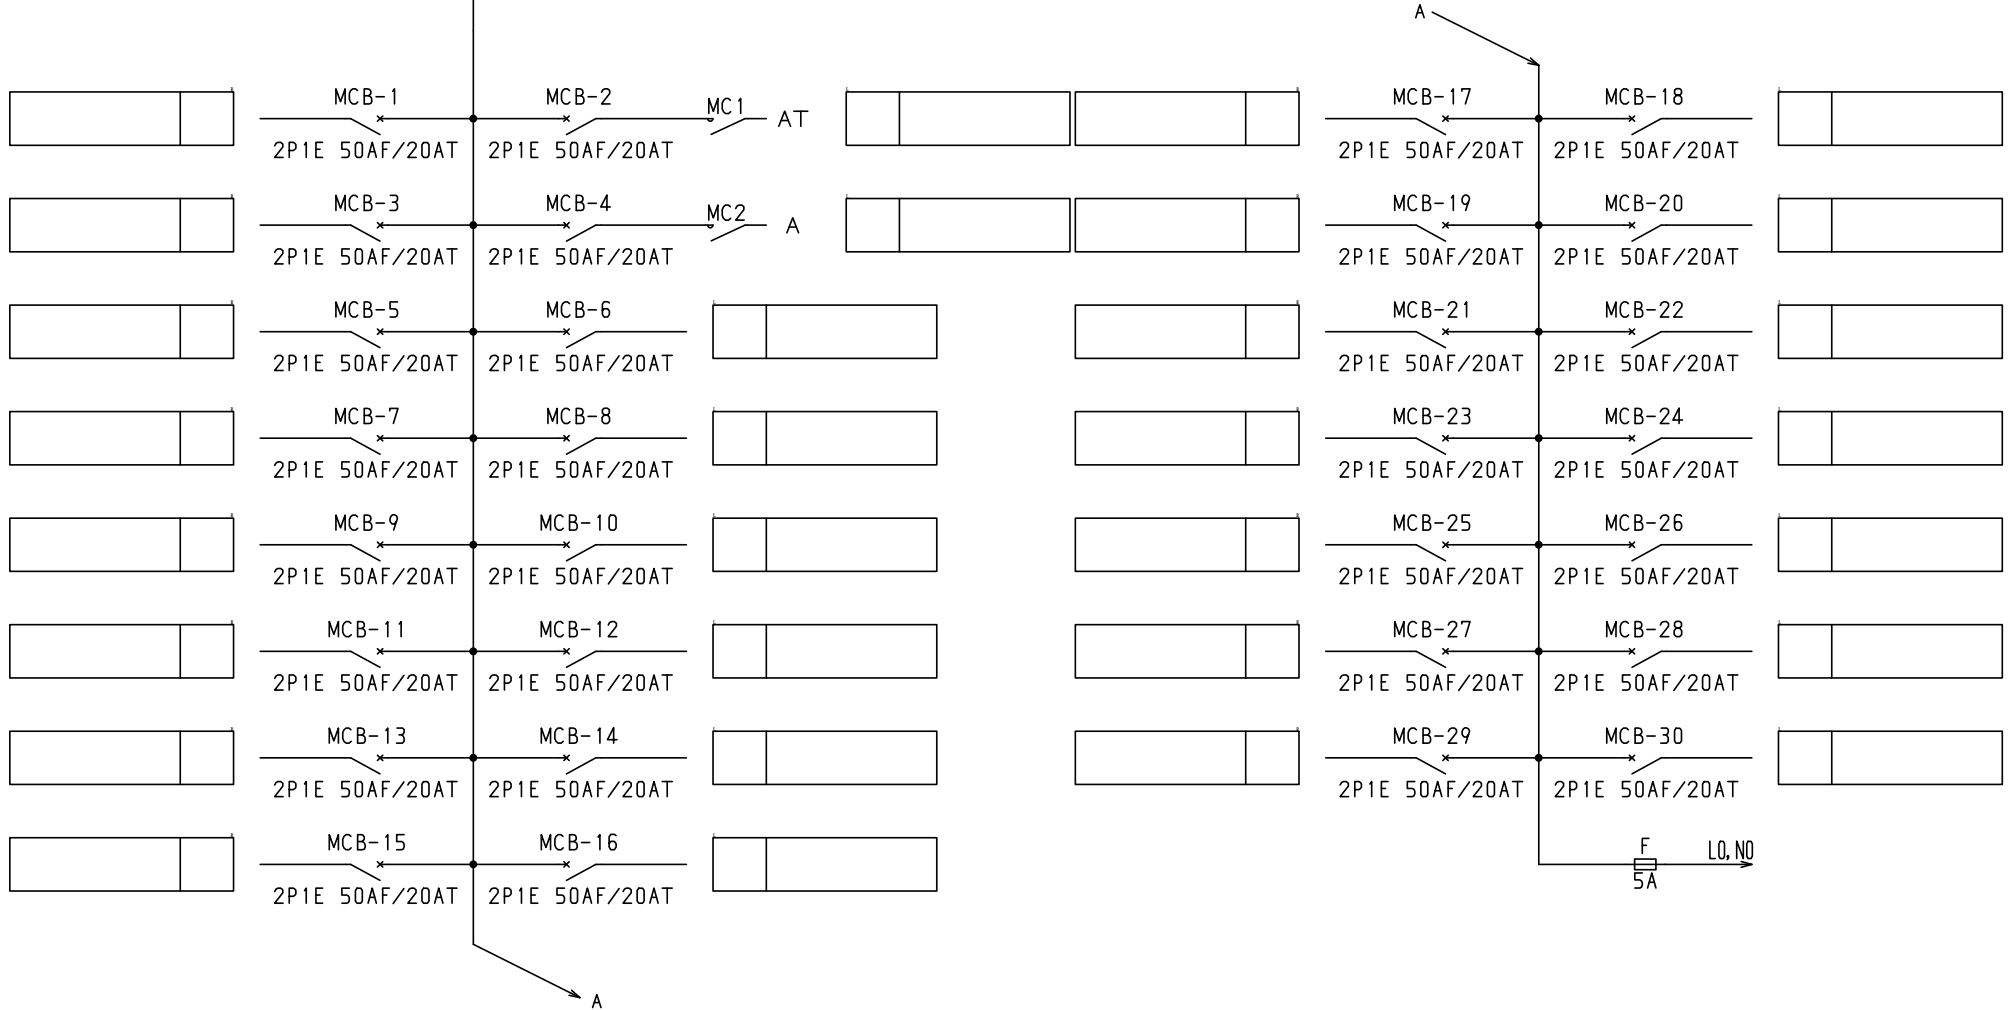 A
MCB-1 MCB-2 MC1 AT
2P1E 50AF/20AT 2P1E 50AF/20AT
MCB-3 MCB-4 MC2 A
2P1E 50AF/20AT 2P1E 50AF/20AT
MCB-5 MCB-6
2P1E 50AF/20AT 2P1E 50AF/20AT
MCB-7 MCB-8
2P1E 50AF/20AT 2P1E 50AF/20AT
MCB-9 MCB-10
2P1E 50AF/20AT 2P1E 50AF/20AT
MCB-11 MCB-12
2P1E 50AF/20AT 2P1E 50AF/20AT
MCB-13 MCB-14
2P1E 50AF/20AT 2P1E 50AF/20AT
MCB-15 MCB-16
2P1E 50AF/20AT 2P1E 50AF/20AT
A
MCB-17 MCB-18
2P1E 50AF/20AT 2P1E 50AF/20AT
MCB-19 MCB-20
2P1E 50AF/20AT 2P1E 50AF/20AT
MCB-21 MCB-22
2P1E 50AF/20AT 2P1E 50AF/20AT
MCB-23 MCB-24
2P1E 50AF/20AT 2P1E 50AF/20AT
MCB-25 MCB-26
2P1E 50AF/20AT 2P1E 50AF/20AT
MCB-27 MCB-28
2P1E 50AF/20AT 2P1E 50AF/20AT
MCB-29 MCB-30
2P1E 50AF/20AT 2P1E 50AF/20AT
F L0,N0
5A